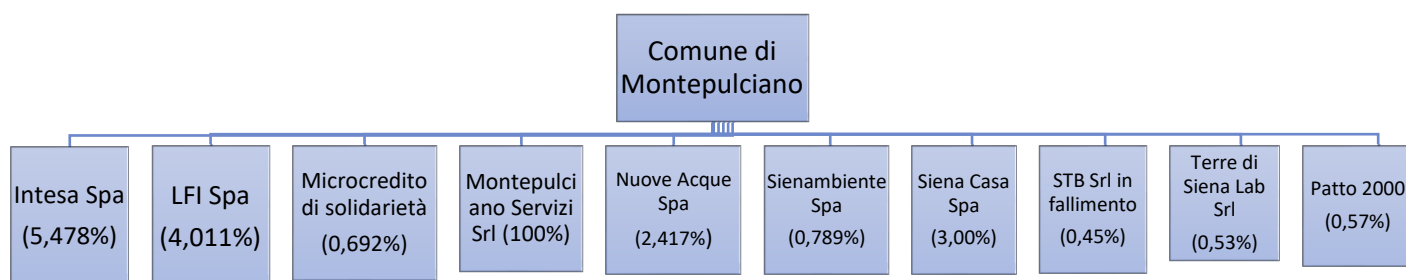 Comune di
Montepulciano
Intesa Spa
(5,478%)
LFI Spa
(4,011%)
Microcredito
di solidarietà
(0,692%)
Montepulci
ano Servizi
Srl (100%)
Nuove Acque
Spa
(2,417%)
Sienambiente
Spa
(0,789%)
Siena Casa
Spa
(3,00%)
STB Srl in
fallimento
(0,45%)
Terre di
Siena Lab
Srl
(0,53%)
Patto 2000
(0,57%)